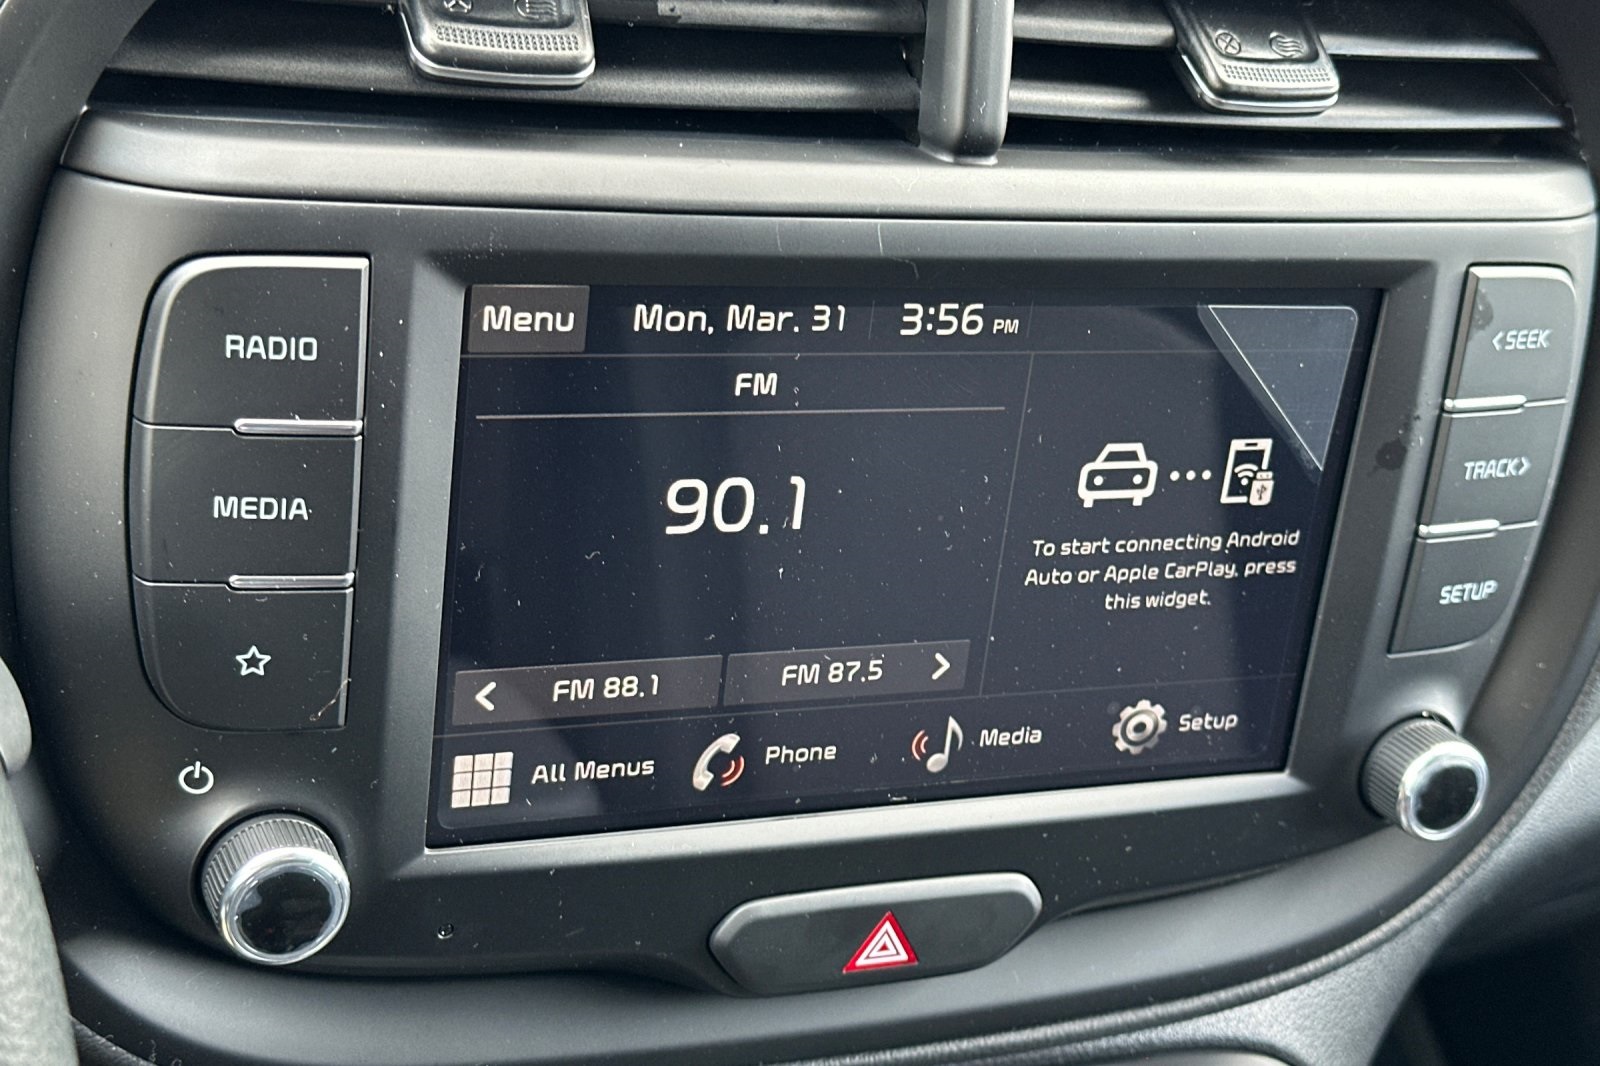 Menu Mon, Mar. 31 3:56 PM
FM
90.1
To start connecting Android
Auto or Apple CarPlay, press
this widget.
< FM 88.1 FM 87.5 >
All Menus Phone Media Setup
RADIO
MEDIA
<SEEK
TRACK>
SETUP